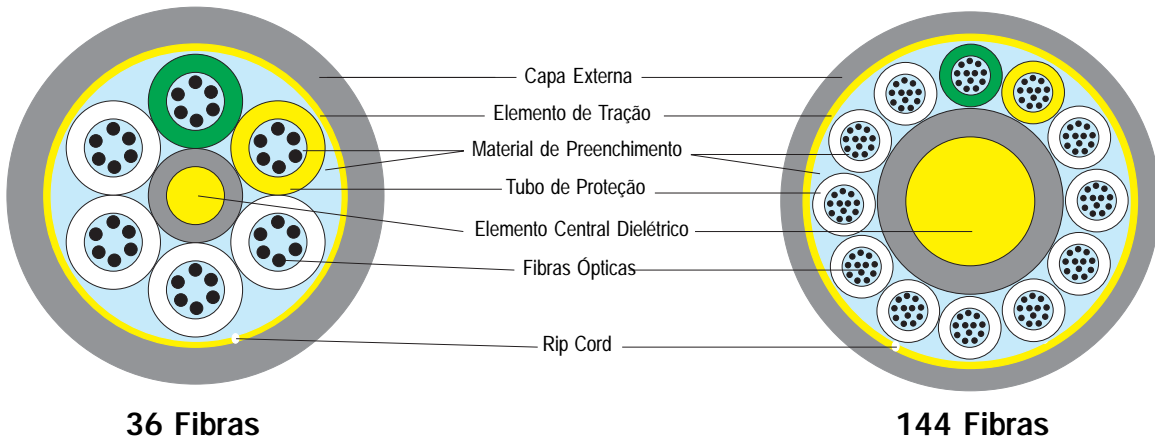 Capa Externa
Elemento de Tração
Material de Preenchimento
Tubo de Proteção
Elemento Central Dielétrico
Fibras Ópticas
Rip Cord
36 Fibras
144 Fibras